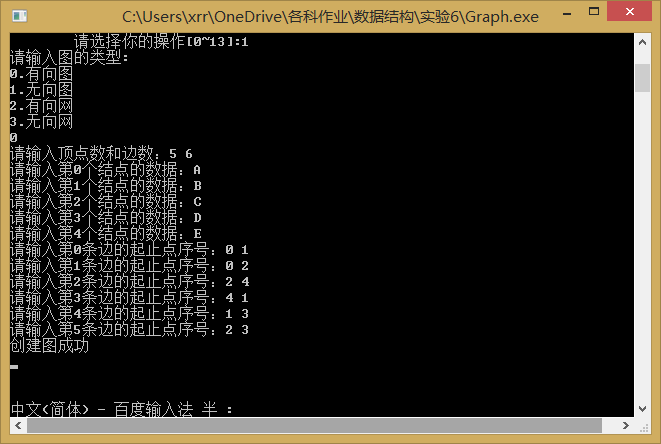 C:\Users\xrr\OneDrive\各科作业\数据结构\实验6\Graph.exe
请选择你的操作[0~13]:1
请输入图的类型:
0.有向图
1.无向图
2.有向网
3.无向网
0
请输入顶点数和边数: 5 6
请输入第0个结点的数据: A
请输入第1个结点的数据: B
请输入第2个结点的数据: C
请输入第3个结点的数据: D
请输入第4个结点的数据: E
请输入第0条边的起止点序号: 0 1
请输入第1条边的起止点序号: 0 2
请输入第2条边的起止点序号: 2 4
请输入第3条边的起止点序号: 4 1
请输入第4条边的起止点序号: 1 3
请输入第5条边的起止点序号: 2 3
创建图成功
中文(简体) - 百度输入法 半 :